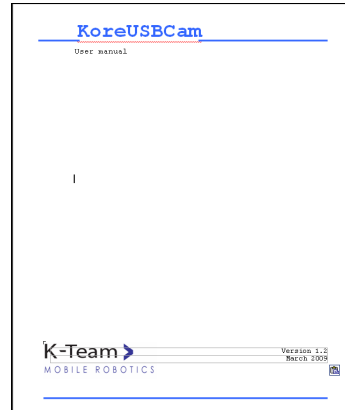 KoreUSBCam
User manual
K-Team
MOBILE ROBOTICS
Version 1.2
March 2009